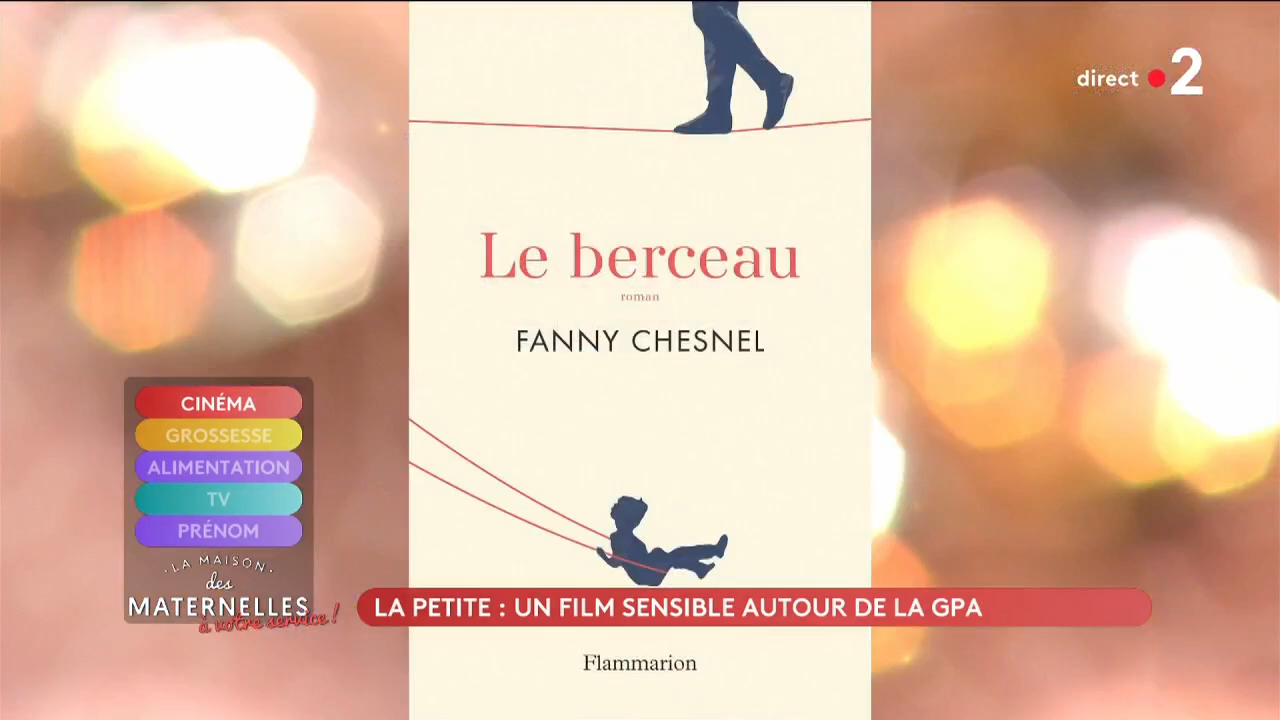 direct 2
Le berceau
roman
FANNY CHESNEL
CINÉMA
GROSSESSE
ALIMENTATION
TV
PRÉNOM
·LA MAISON·
des
MATERNELLES
à votre service !
LA PETITE : UN FILM SENSIBLE AUTOUR DE LA GPA
Flammarion